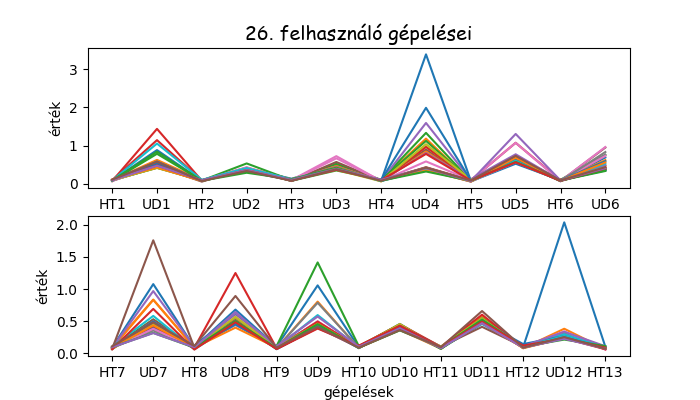 26. felhasználó gépelései
érték
3
2
1
0
HT1 UD1 HT2 UD2 HT3 UD3 HT4 UD4 HT5 UD5 HT6 UD6
érték
2.0
1.5
1.0
0.5
0.0
HT7 UD7 HT8 UD8 HT9 UD9 HT10 UD10 HT11 UD11 HT12 UD12 HT13
gépelések